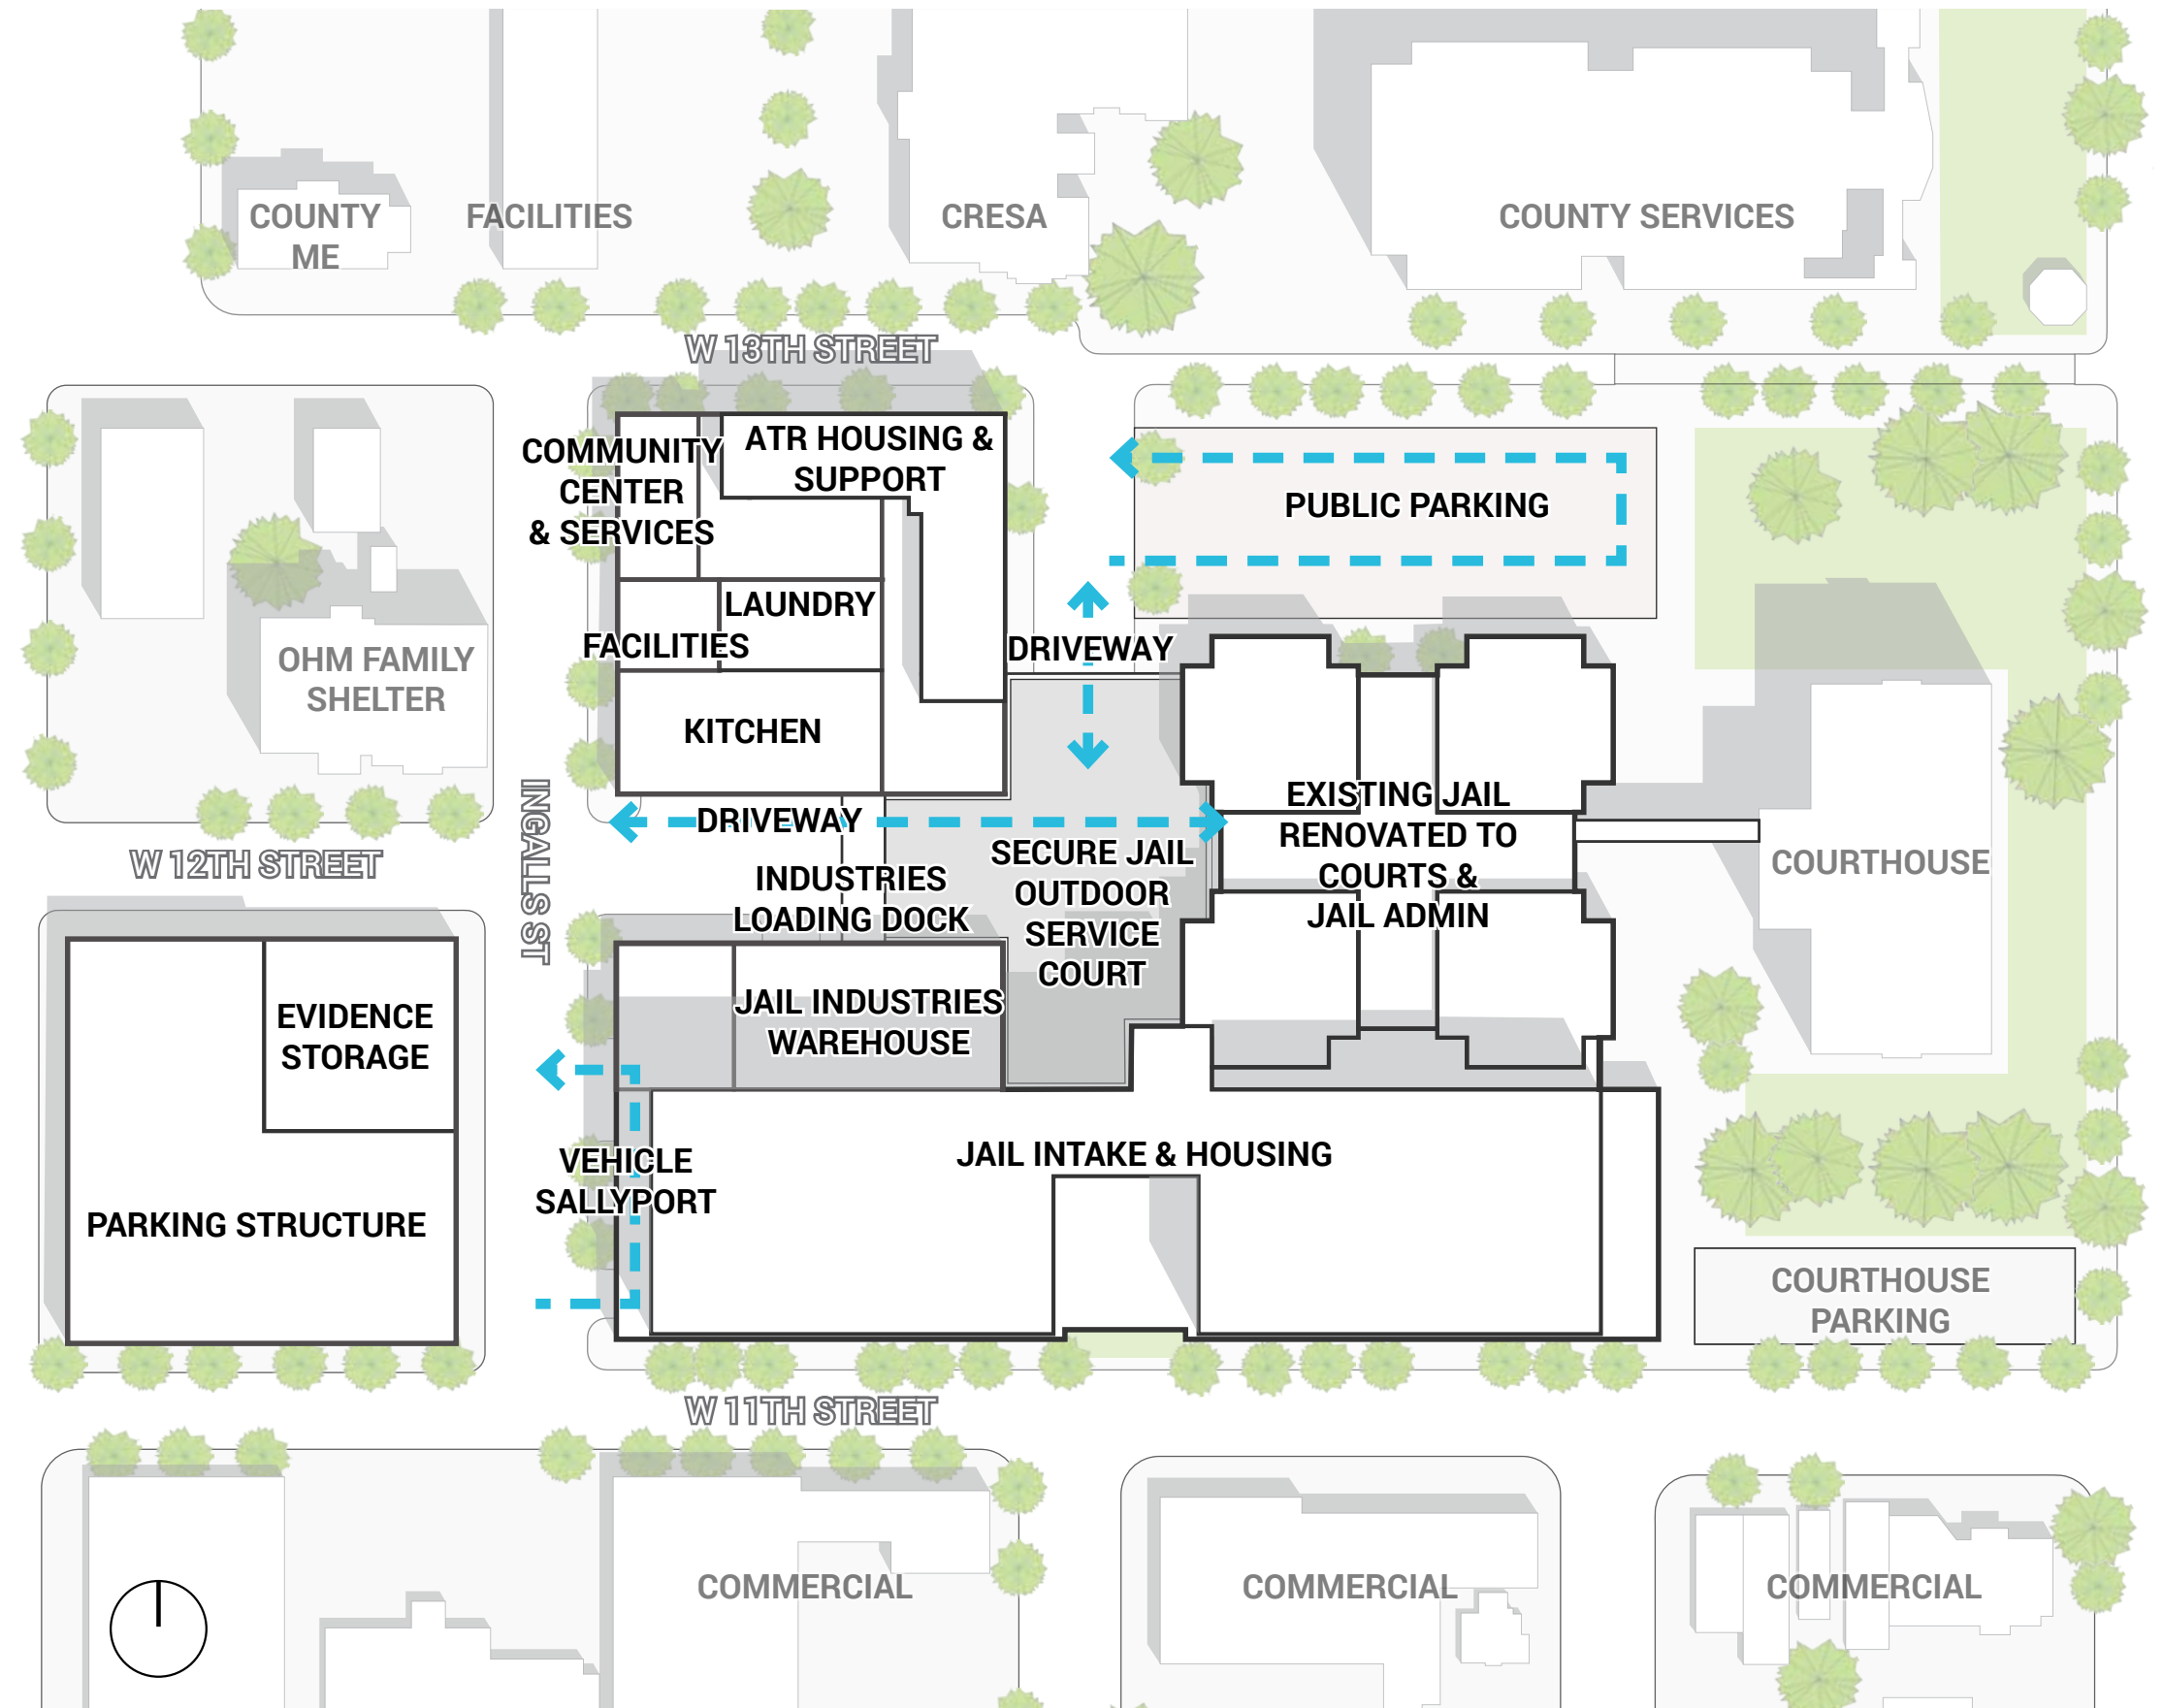 COUNTY
ME
FACILITIES
CRESA
COUNTY SERVICES
W 13TH STREET
COMMUNITY
CENTER
& SERVICES
ATR HOUSING &
SUPPORT
PUBLIC PARKING
LAUNDRY
FACILITIES
DRIVEWAY
OHM FAMILY
SHELTER
KITCHEN
INGALLS ST
DRIVEWAY
EXISTING JAIL
RENOVATED TO
COURTS &
JAIL ADMIN
W 12TH STREET
COURTHOUSE
INDUSTRIES
LOADING DOCK
SECURE JAIL
OUTDOOR
SERVICE
COURT
EVIDENCE
STORAGE
JAIL INDUSTRIES
WAREHOUSE
VEHICLE
SALLYPORT
JAIL INTAKE & HOUSING
PARKING STRUCTURE
COURTHOUSE
PARKING
W 11TH STREET
COMMERCIAL
COMMERCIAL
COMMERCIAL